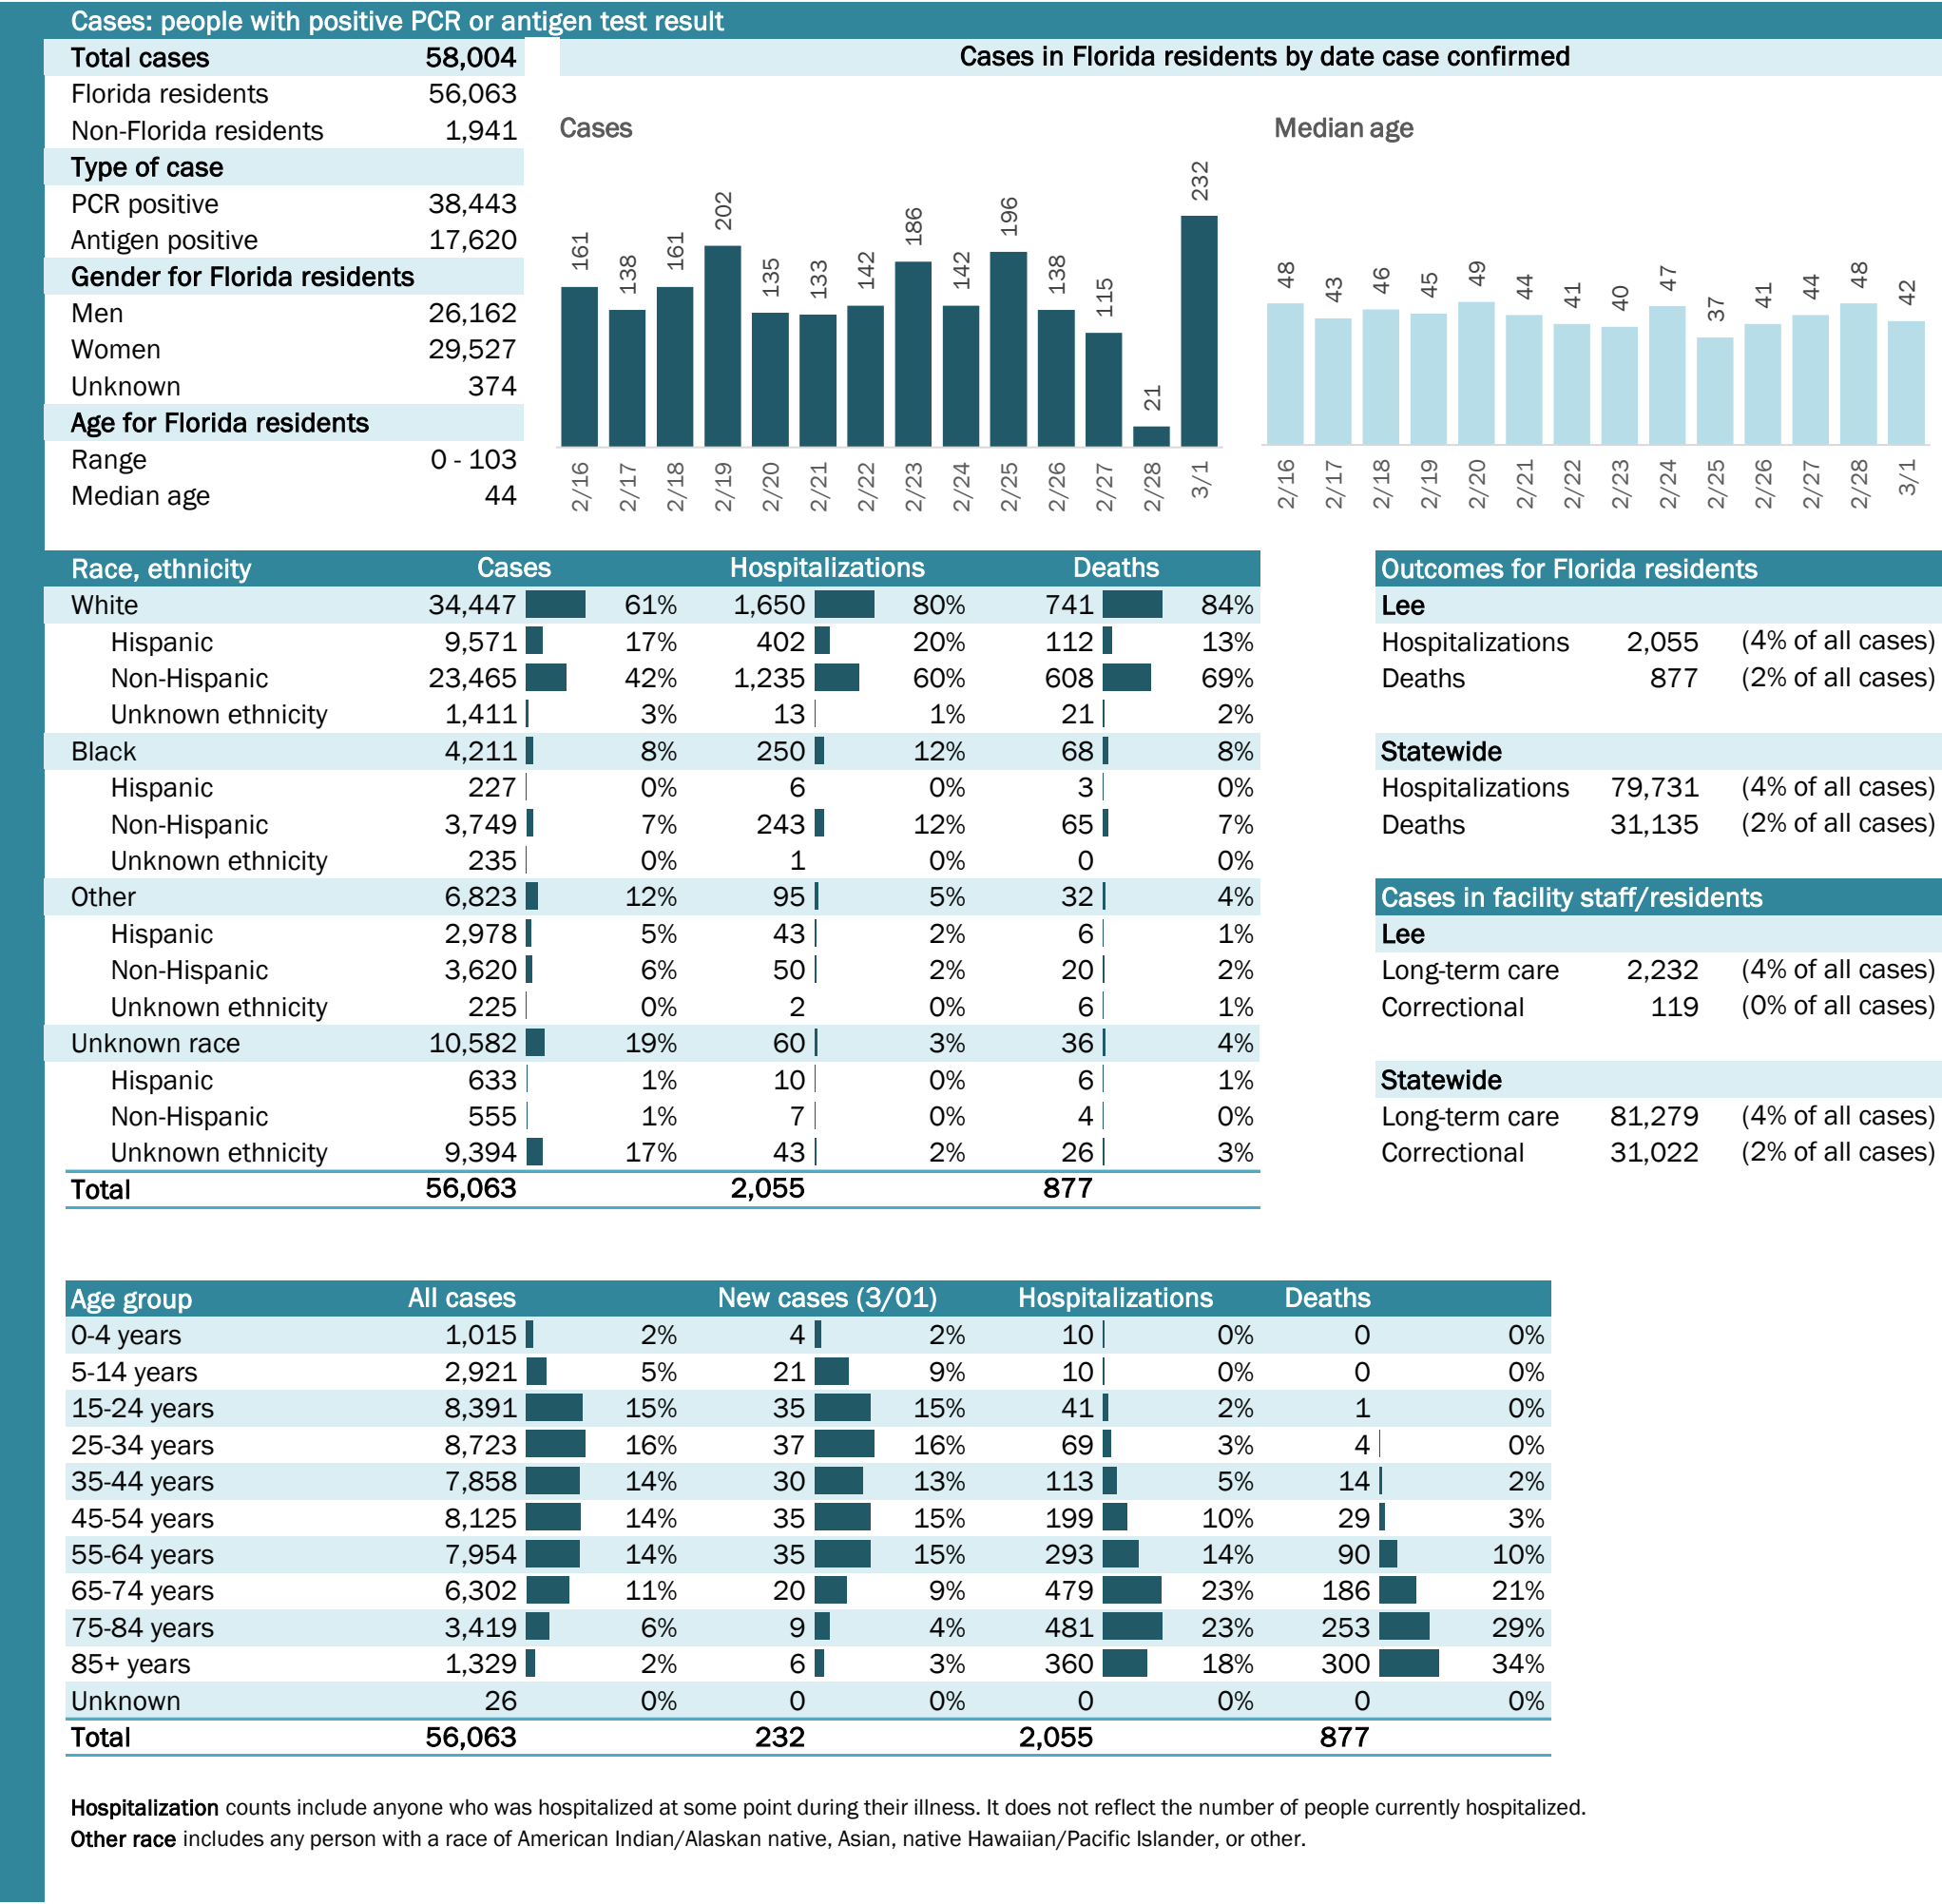 Cases: people with positive PCR or antigen test result
Total cases 58,004
Florida residents 56,063
Non-Florida residents 1,941
Type of case
PCR positive 38,443
Antigen positive 17,620
Gender for Florida residents
Men 26,162
Women 29,527
Unknown 374
Age for Florida residents
Range 0 - 103
Median age 44
Cases in Florida residents by date case confirmed
Cases
161 138 161 202 135 133 142 186 142 196 138 115 21 232
2/16 2/17 2/18 2/19 2/20 2/21 2/22 2/23 2/24 2/25 2/26 2/27 2/28 3/1
Median age
48 43 46 45 49 44 41 40 47 37 41 44 48 42
2/16 2/17 2/18 2/19 2/20 2/21 2/22 2/23 2/24 2/25 2/26 2/27 2/28 3/1
Race, ethnicity Cases Hospitalizations Deaths
White 34,447 61% 1,650 80% 741 84%
Hispanic 9,571 17% 402 20% 112 13%
Non-Hispanic 23,465 42% 1,235 60% 608 69%
Unknown ethnicity 1,411 3% 13 1% 21 2%
Black 4,211 8% 250 12% 68 8%
Hispanic 227 0% 6 0% 3 0%
Non-Hispanic 3,749 7% 243 12% 65 7%
Unknown ethnicity 235 0% 1 0% 0 0%
Other 6,823 12% 95 5% 32 4%
Hispanic 2,978 5% 43 2% 6 1%
Non-Hispanic 3,620 6% 50 2% 20 2%
Unknown ethnicity 225 0% 2 0% 6 1%
Unknown race 10,582 19% 60 3% 36 4%
Hispanic 633 1% 10 0% 6 1%
Non-Hispanic 555 1% 7 0% 4 0%
Unknown ethnicity 9,394 17% 43 2% 26 3%
Total 56,063 2,055 877
Outcomes for Florida residents
Lee
Hospitalizations 2,055 (4% of all cases)
Deaths 877 (2% of all cases)
Statewide
Hospitalizations 79,731 (4% of all cases)
Deaths 31,135 (2% of all cases)
Cases in facility staff/residents
Lee
Long-term care 2,232 (4% of all cases)
Correctional 119 (0% of all cases)
Statewide
Long-term care 81,279 (4% of all cases)
Correctional 31,022 (2% of all cases)
Age group All cases New cases (3/01) Hospitalizations Deaths
0-4 years 1,015 2% 4 2% 10 0% 0 0%
5-14 years 2,921 5% 21 9% 10 0% 0 0%
15-24 years 8,391 15% 35 15% 41 2% 1 0%
25-34 years 8,723 16% 37 16% 69 3% 4 0%
35-44 years 7,858 14% 30 13% 113 5% 14 2%
45-54 years 8,125 14% 35 15% 199 10% 29 3%
55-64 years 7,954 14% 35 15% 293 14% 90 10%
65-74 years 6,302 11% 20 9% 479 23% 186 21%
75-84 years 3,419 6% 9 4% 481 23% 253 29%
85+ years 1,329 2% 6 3% 360 18% 300 34%
Unknown 26 0% 0 0% 0 0% 0 0%
Total 56,063 232 2,055 877
Hospitalization counts include anyone who was hospitalized at some point during their illness. It does not reflect the number of people currently hospitalized.
Other race includes any person with a race of American Indian/Alaskan native, Asian, native Hawaiian/Pacific Islander, or other.